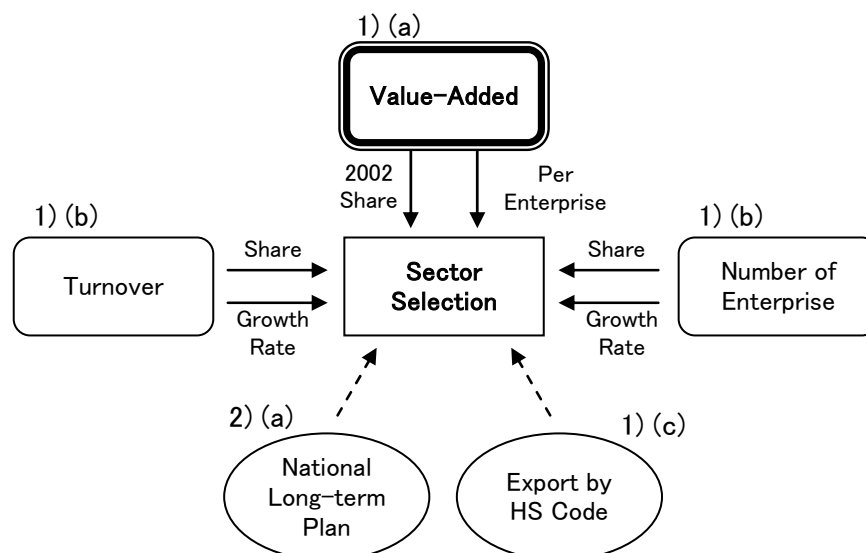 1) (a)
Value-Added
2002
Share
Per
Enterprise
1) (b)
Turnover
Share
Growth
Rate
Sector
Selection
1) (b)
Share
Growth
Rate
Number of
Enterprise
2) (a)
National
Long-term
Plan
1) (c)
Export by
HS Code